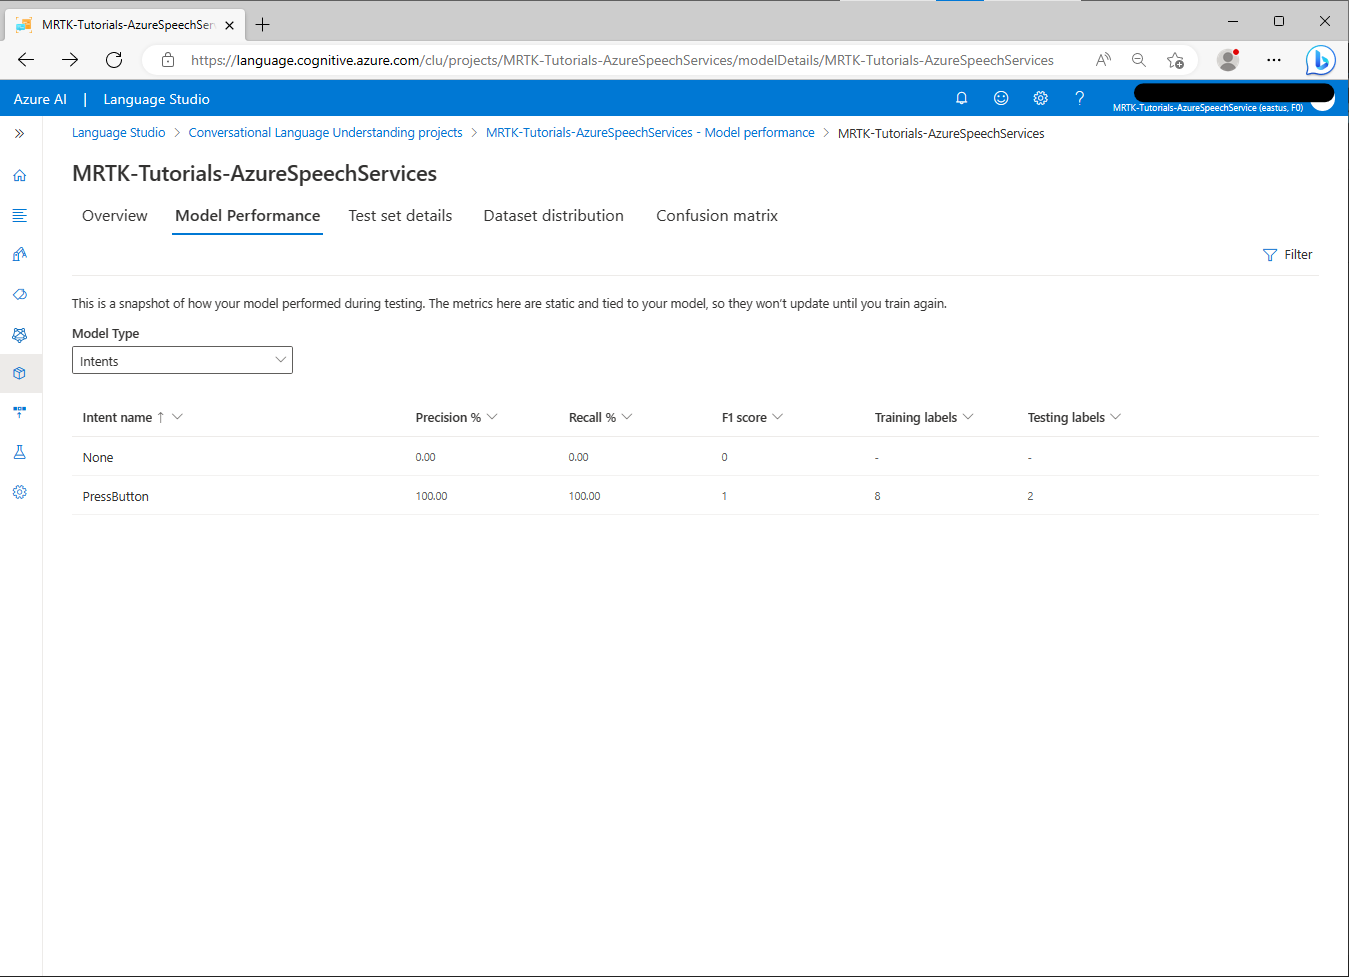 MRTK-Tutorials-AzureSpeechSer
https://language.cognitive.azure.com/clu/projects/MRTK-Tutorials-AzureSpeechServices/modelDetails/MRTK-Tutorials-AzureSpeechServices
Azure AI | Language Studio
MRTK-Tutorials-AzureSpeechService (eastus, F0)
Language Studio > Conversational Language Understanding projects > MRTK-Tutorials-AzureSpeechServices - Model performance > MRTK-Tutorials-AzureSpeechServices
MRTK-Tutorials-AzureSpeechServices
Overview Model Performance Test set details Dataset distribution Confusion matrix
Filter
This is a snapshot of how your model performed during testing. The metrics here are static and tied to your model, so they won't update until you train again.
Model Type
Intents
Intent name ↑ Precision % Recall % F1 score Training labels Testing labels
None 0.00 0.00 0 - -
PressButton 100.00 100.00 1 8 2